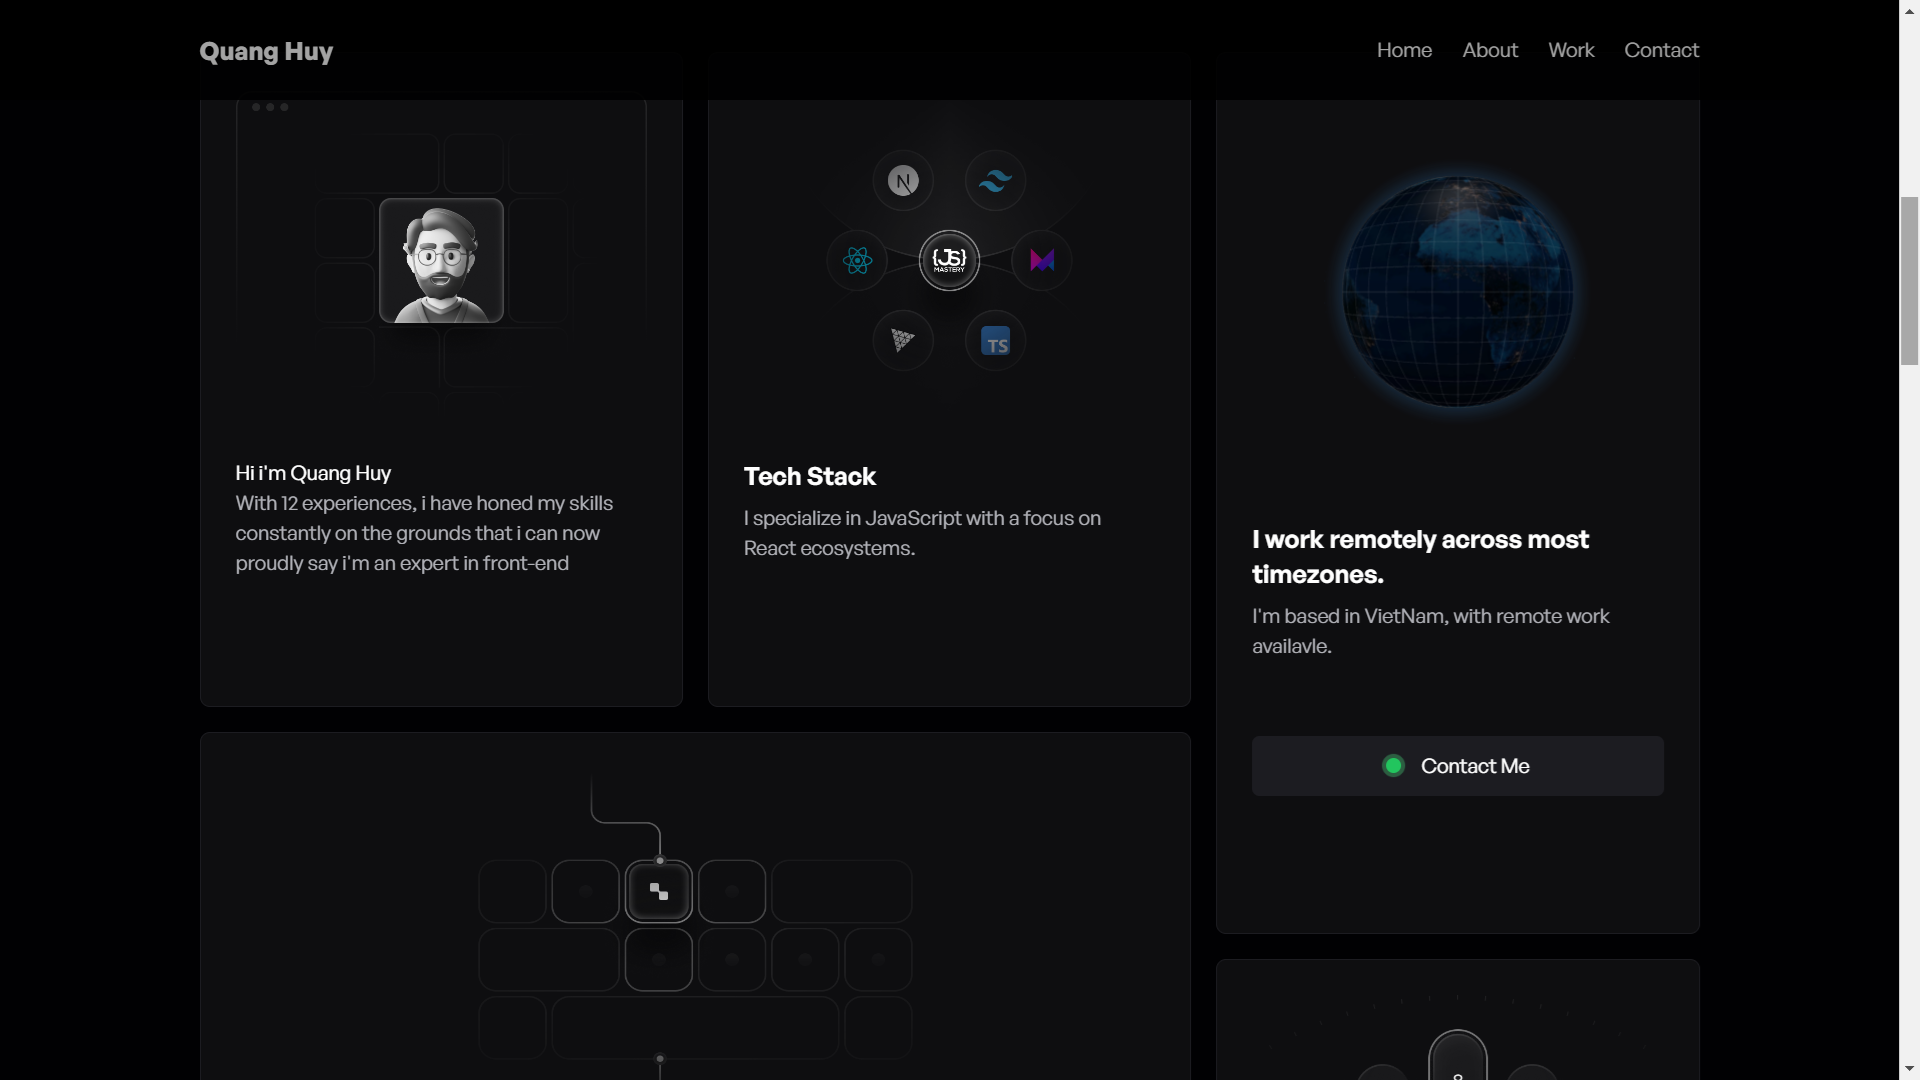 Quang Huy
Home
About
Work
Contact
N
{JS}
MASTERY
TS
Hi i'm Quang Huy
With 12 experiences, i have honed my skills
constantly on the grounds that i can now
proudly say i'm an expert in front-end
Tech Stack
I specialize in JavaScript with a focus on
React ecosystems.
I work remotely across most
timezones.
I'm based in VietNam, with remote work
availavle.
Contact Me